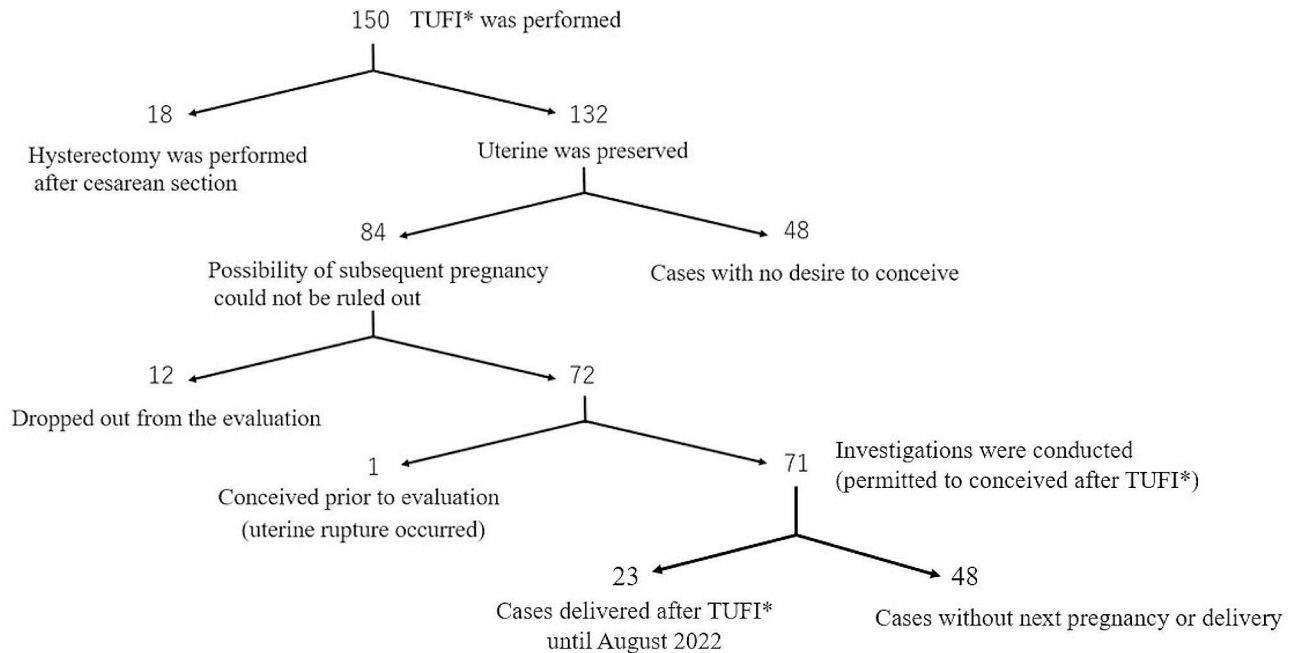 150 TUFI* was performed
18
132
Hysterectomy was performed
after cesarean section
Uterine was preserved
84
48
Possibility of subsequent pregnancy
could not be ruled out
Cases with no desire to conceive
12
72
Dropped out from the evaluation
1
71
Investigations were conducted
(permitted to conceived after TUFI*)
Conceived prior to evaluation
(uterine rupture occurred)
23
48
Cases delivered after TUFI*
until August 2022
Cases without next pregnancy or delivery